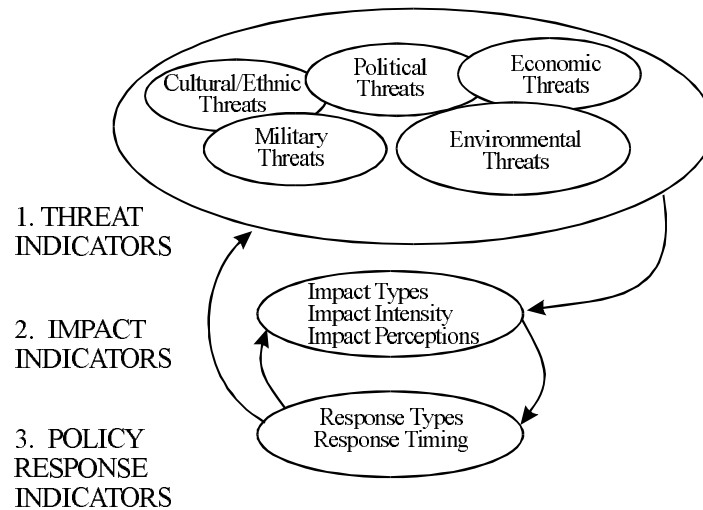 Cultural/Ethnic
Threats
Political
Threats
Economic
Threats
Military
Threats
Environmental
Threats
1. THREAT
INDICATORS
Impact Types
Impact Intensity
Impact Perceptions
2. IMPACT
INDICATORS
Response Types
Response Timing
3. POLICY
RESPONSE
INDICATORS